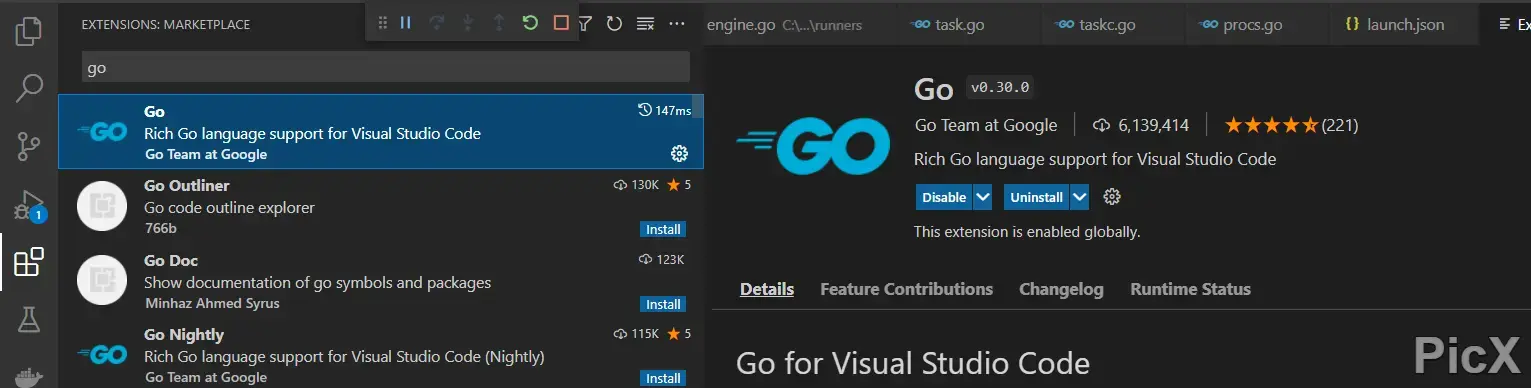 EXTENSIONS: MARKETPLACE
engine.go C:\...\runners
task.go
taskc.go
procs.go
{} launch.json
Ex
go
Go
147ms
Rich Go language support for Visual Studio Code
Go Team at Google
Go Outliner
130K ★ 5
Go code outline explorer
766b
Install
Go Doc
123K
Show documentation of go symbols and packages
Minhaz Ahmed Syrus
Install
Go Nightly
115K ★ 5
Rich Go language support for Visual Studio Code (Nightly)
Go Team at Google
Install
1
GO
Go v0.30.0
Go Team at Google | 6,139,414 | (221)
Rich Go language support for Visual Studio Code
Disable
Uninstall
This extension is enabled globally.
Details Feature Contributions Changelog Runtime Status
Go for Visual Studio Code
PicX